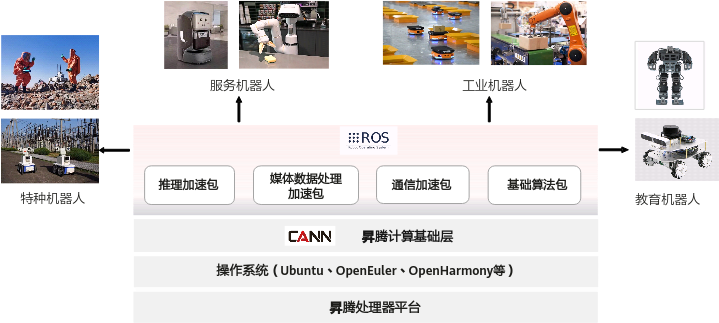 服务机器人
工业机器人
ROS
Robot Operating System
特种机器人
推理加速包
媒体数据处理
加速包
通信加速包
基础算法包
教育机器人
CANN 昇腾计算基础层
操作系统（Ubuntu、OpenEuler、OpenHarmony等）
昇腾处理器平台